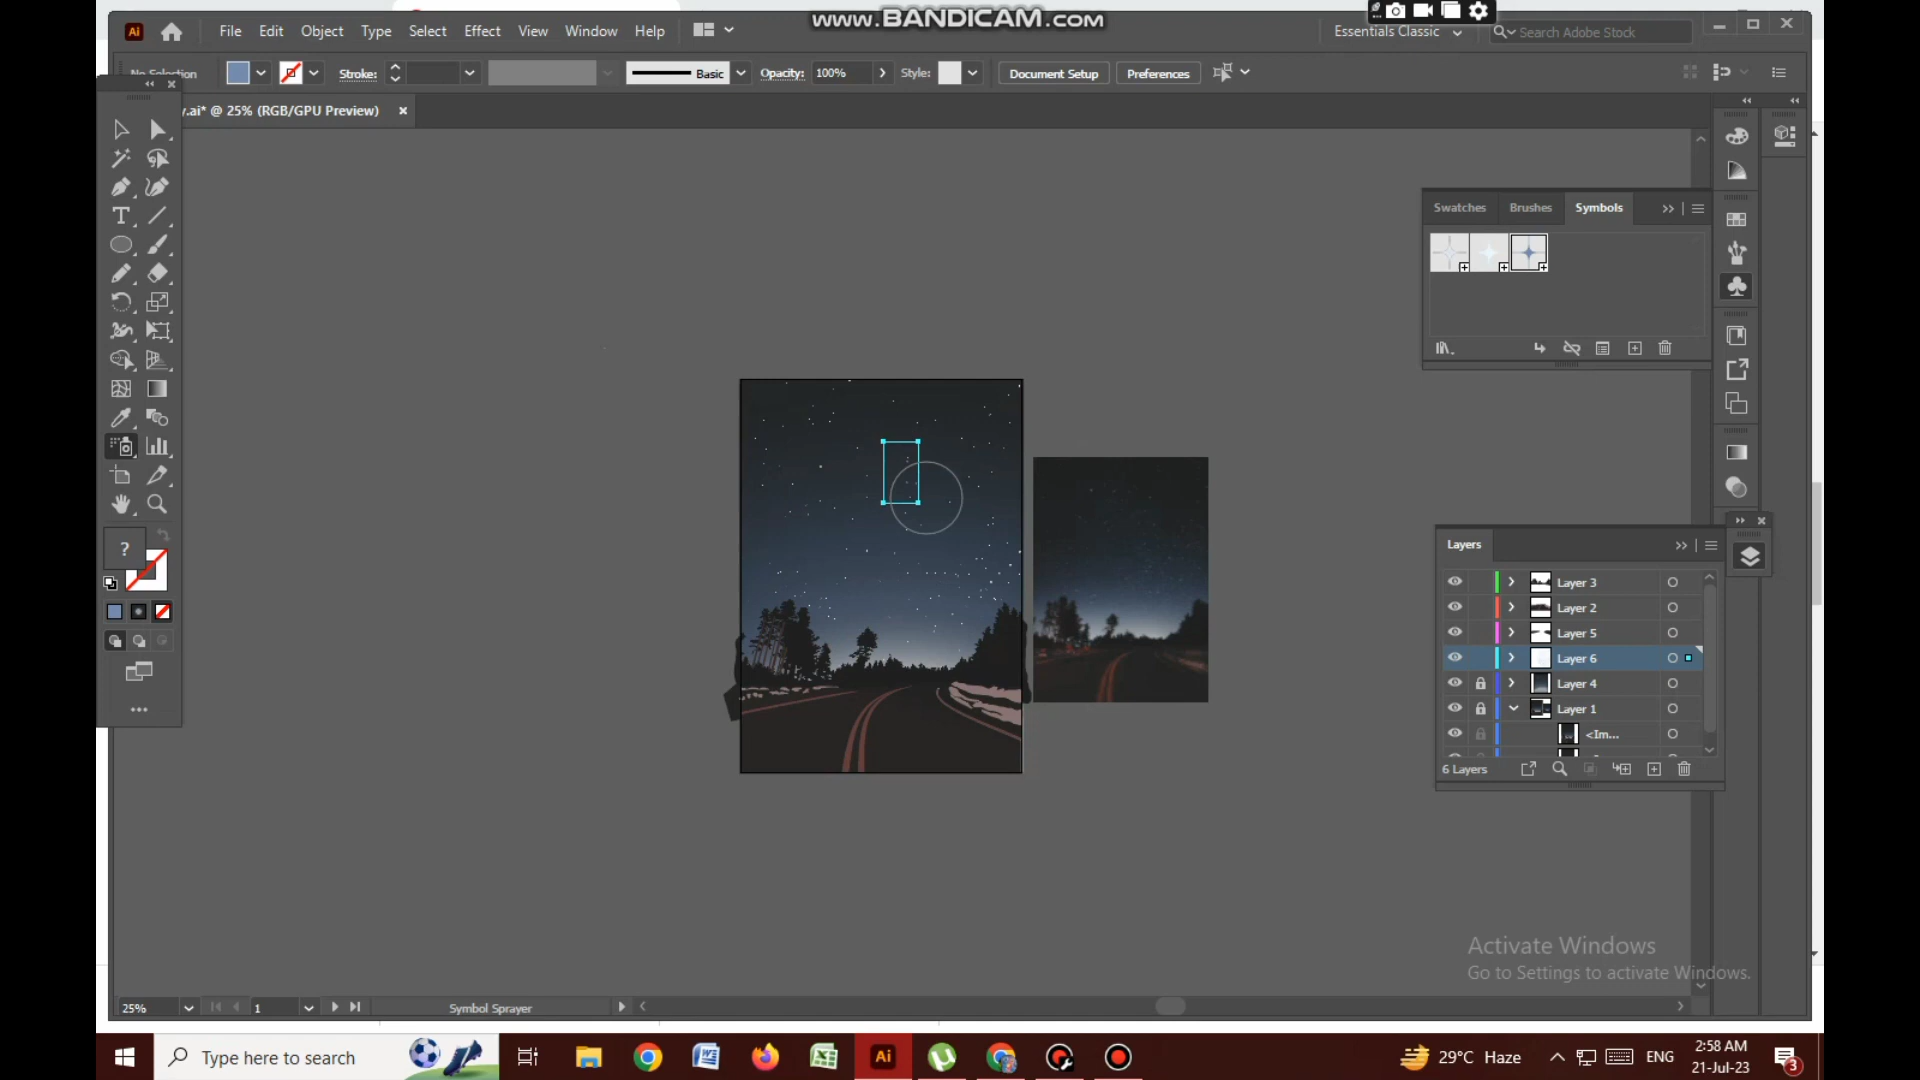 www.BANDICAM.com
Ai
File Edit Object Type Select Effect View Window Help
Essentials Classic
Search Adobe Stock
No Selection
Stroke:
Basic
Opacity: 100%
Style:
Document Setup
Preferences
y.ai* @ 25% (RGB/GPU Preview)
Swatches Brushes Symbols
T
?
Layers
Layer 3
Layer 2
Layer 5
Layer 6
Layer 4
Layer 1
<Im...
6 Layers
Activate Windows
Go to Settings to activate Windows.
25%
1
Symbol Sprayer
Type here to search
Ai
29°C Haze
ENG
2:58 AM
21-Jul-23
3